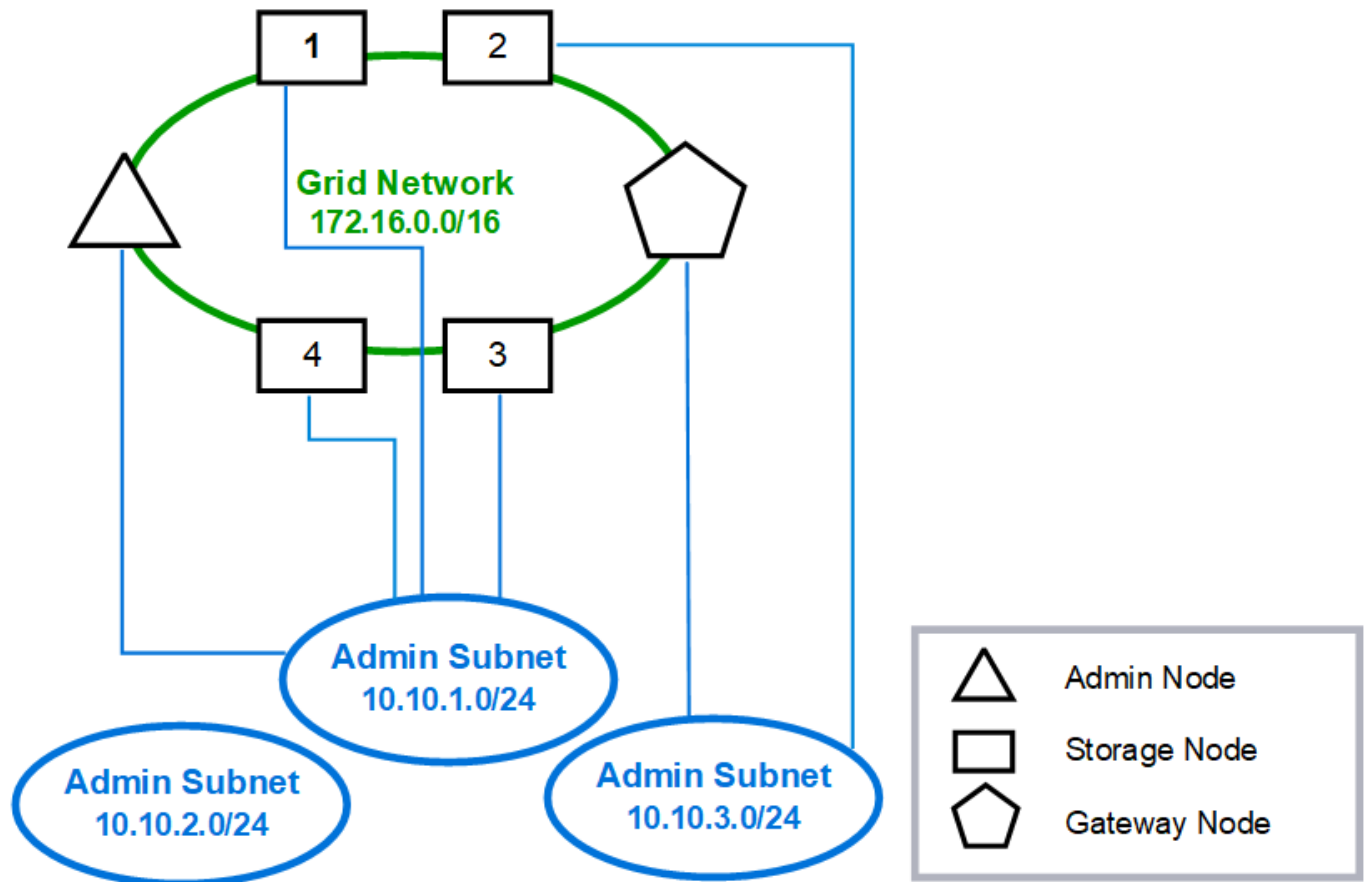 1
2
Grid Network
172.16.0.0/16
4
3
Admin Subnet
10.10.1.0/24
Admin Subnet
10.10.2.0/24
Admin Subnet
10.10.3.0/24
Admin Node
Storage Node
Gateway Node